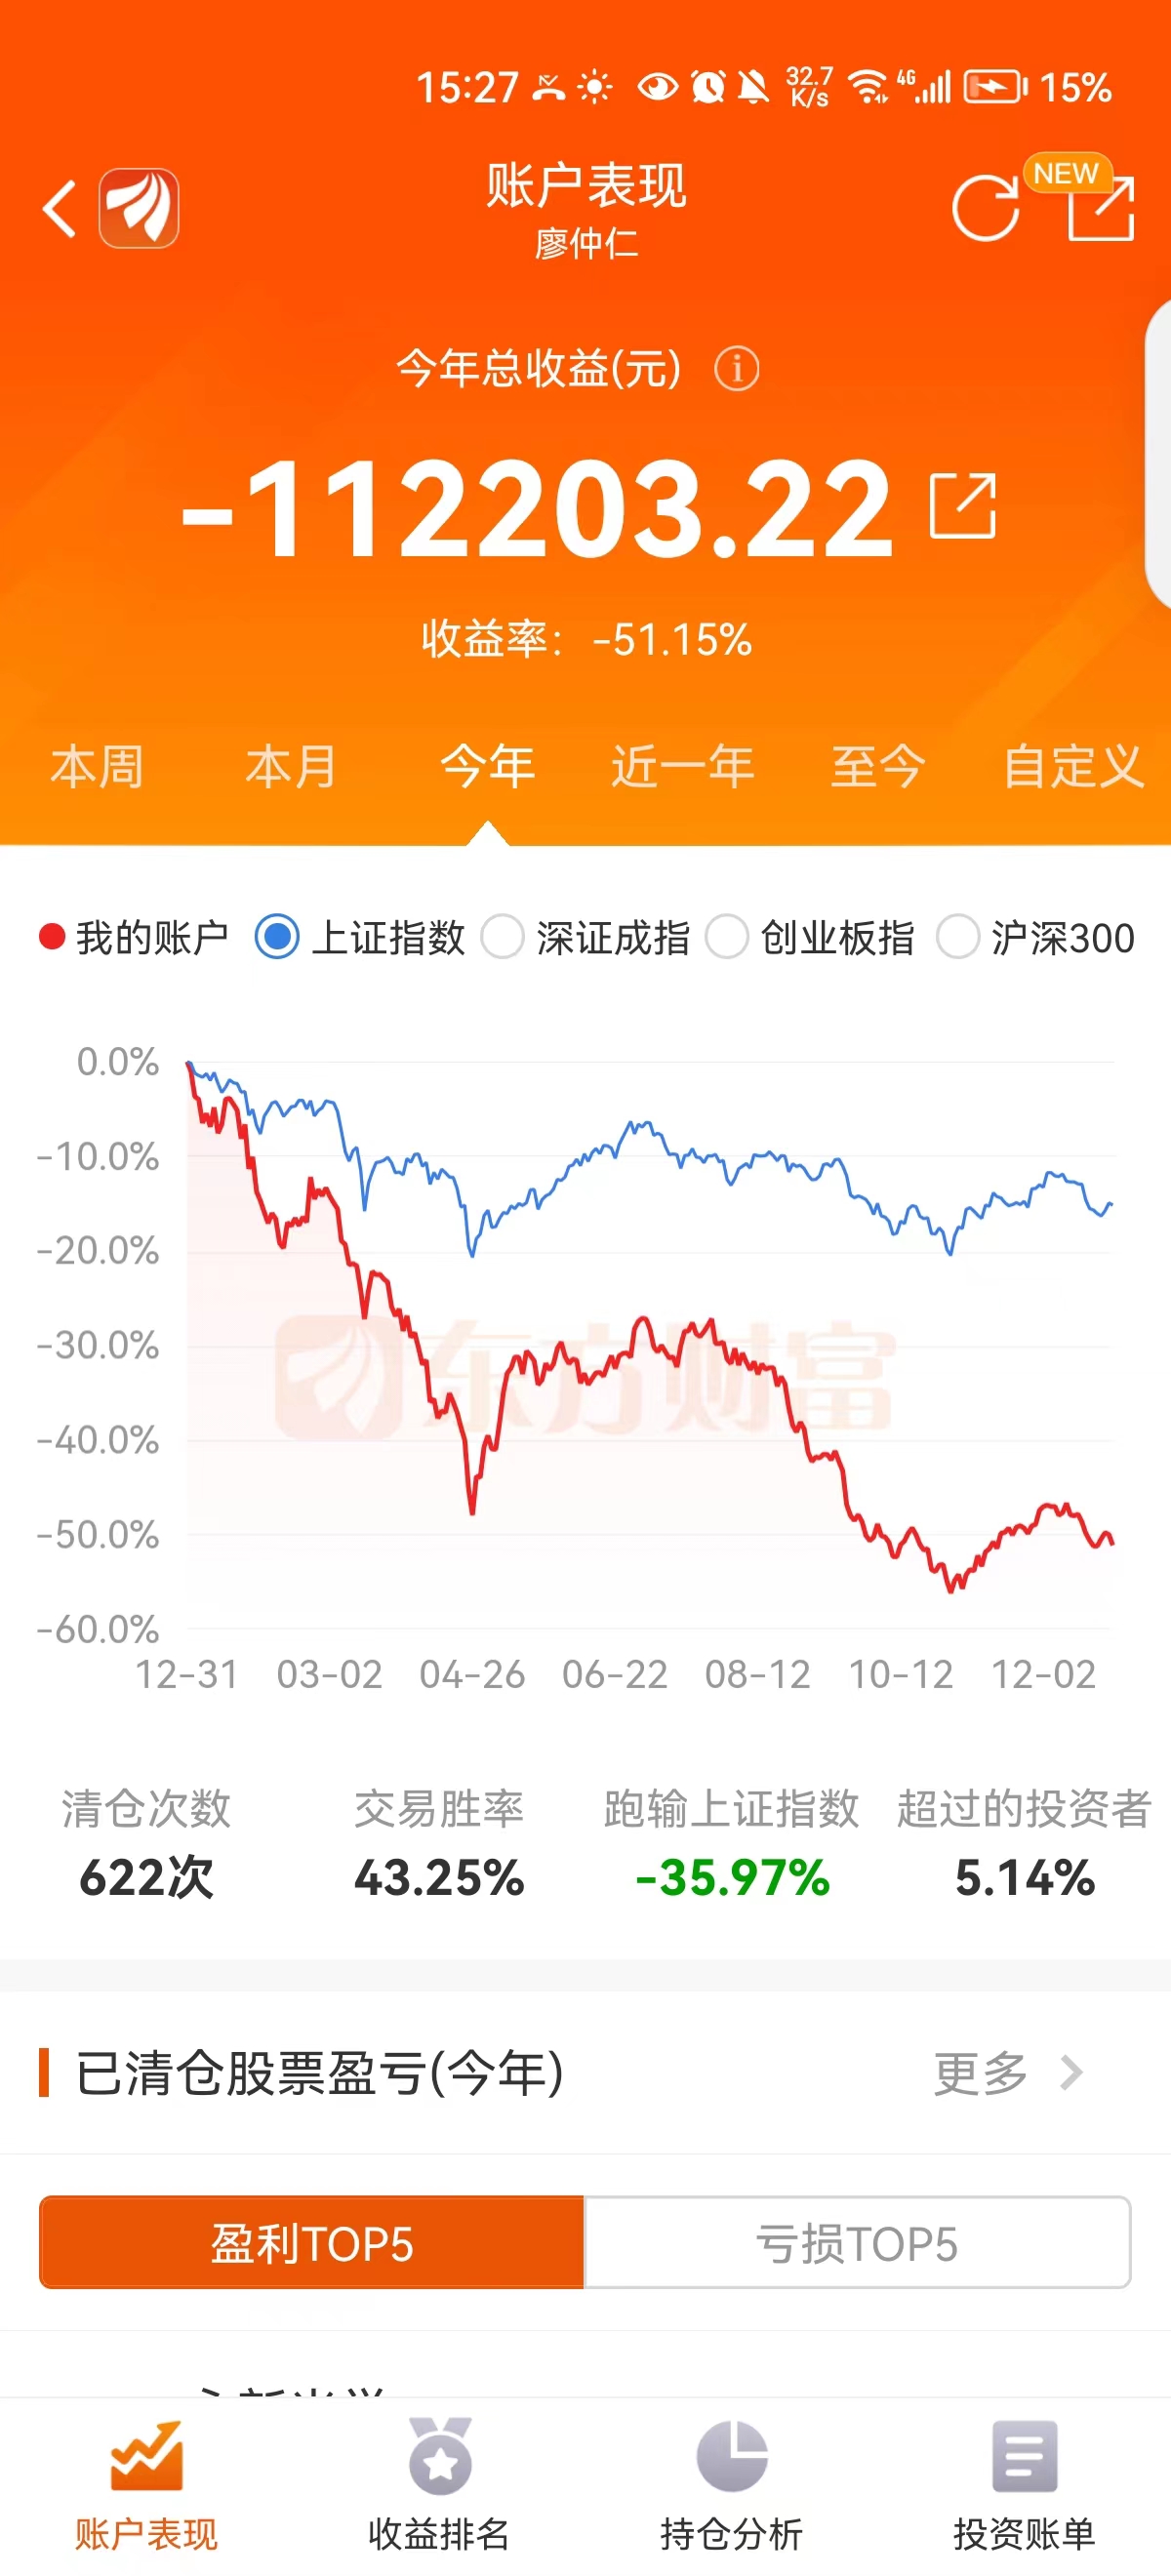 15:27 32.7 K/s 4G 15%
账户表现
NEW
廖仲仁
今年总收益(元)
-112203.22
收益率：-51.15%
本周 本月 今年 近一年 至今 自定义
我的账户 上证指数 深证成指 创业板指 沪深300
0.0%
-10.0%
-20.0%
-30.0%
东方财富
-40.0%
-50.0%
-60.0%
12-31 03-02 04-26 06-22 08-12 10-12 12-02
清仓次数 交易胜率 跑输上证指数 超过的投资者
622次 43.25% -35.97% 5.14%
已清仓股票盈亏(今年) 更多
盈利TOP5 亏损TOP5
账户表现 收益排名 持仓分析 投资账单